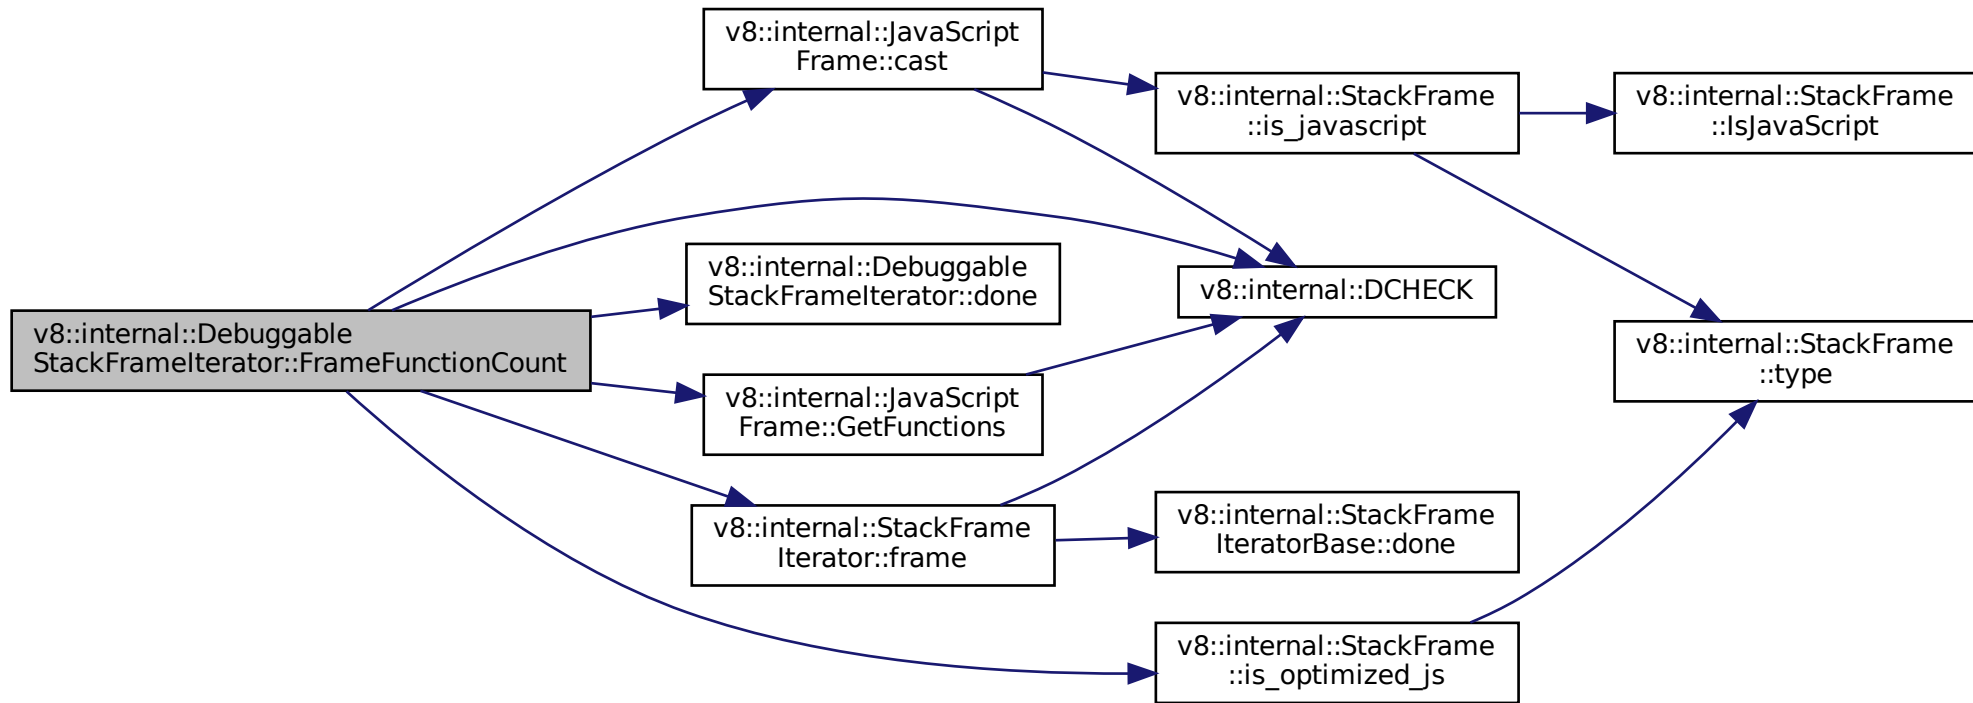 v8::internal::JavaScript
Frame::cast
v8::internal::StackFrame
::is_javascript
v8::internal::StackFrame
::IsJavaScript
v8::internal::Debuggable
StackFrameIterator::done
v8::internal::DCHECK
v8::internal::Debuggable
StackFrameIterator::FrameFunctionCount
v8::internal::StackFrame
::type
v8::internal::JavaScript
Frame::GetFunctions
v8::internal::StackFrame
Iterator::frame
v8::internal::StackFrame
IteratorBase::done
v8::internal::StackFrame
::is_optimized_js